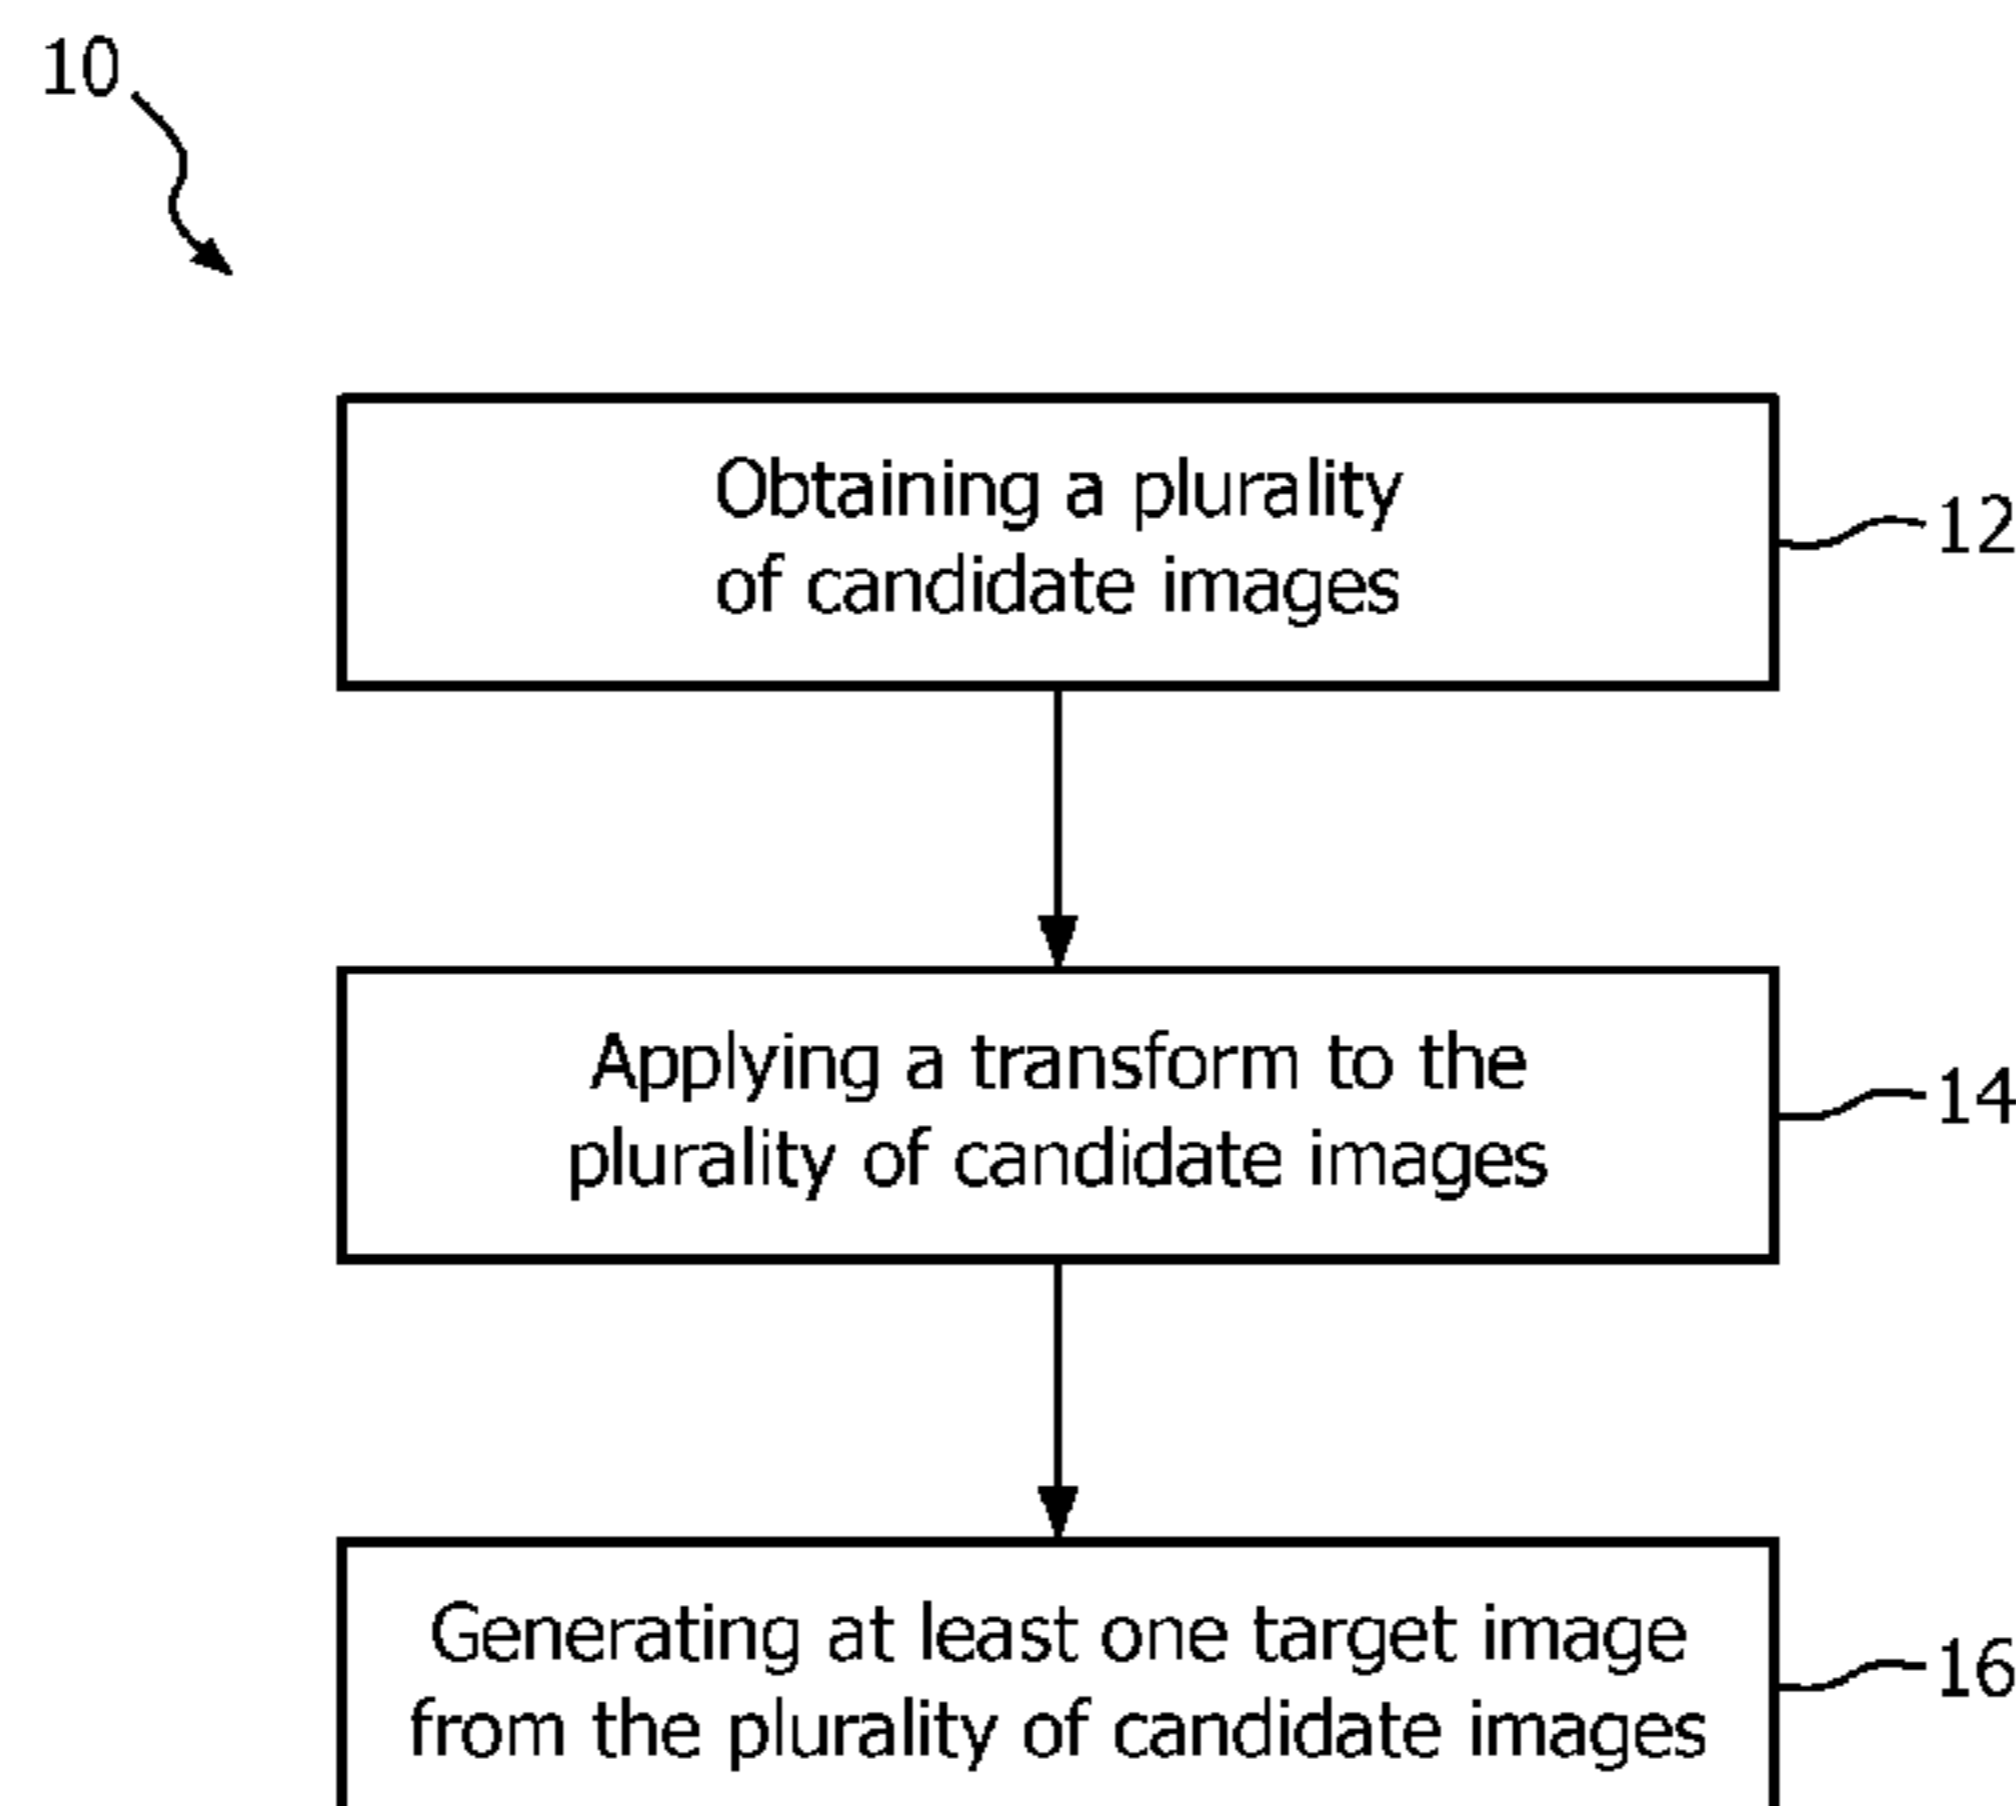 10
Obtaining a plurality
of candidate images
12
Applying a transform to the
plurality of candidate images
14
Generating at least one target image
from the plurality of candidate images
16